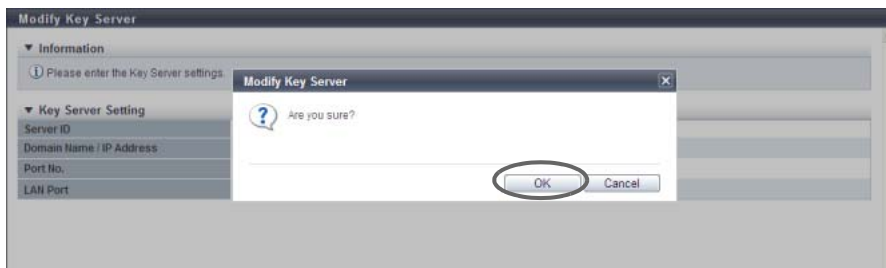 Modify Key Server
▼ Information
Please enter the Key Server settings.
Modify Key Server
Are you sure?
OK Cancel
▼ Key Server Setting
Server ID
Domain Name / IP Address
Port No.
LAN Port